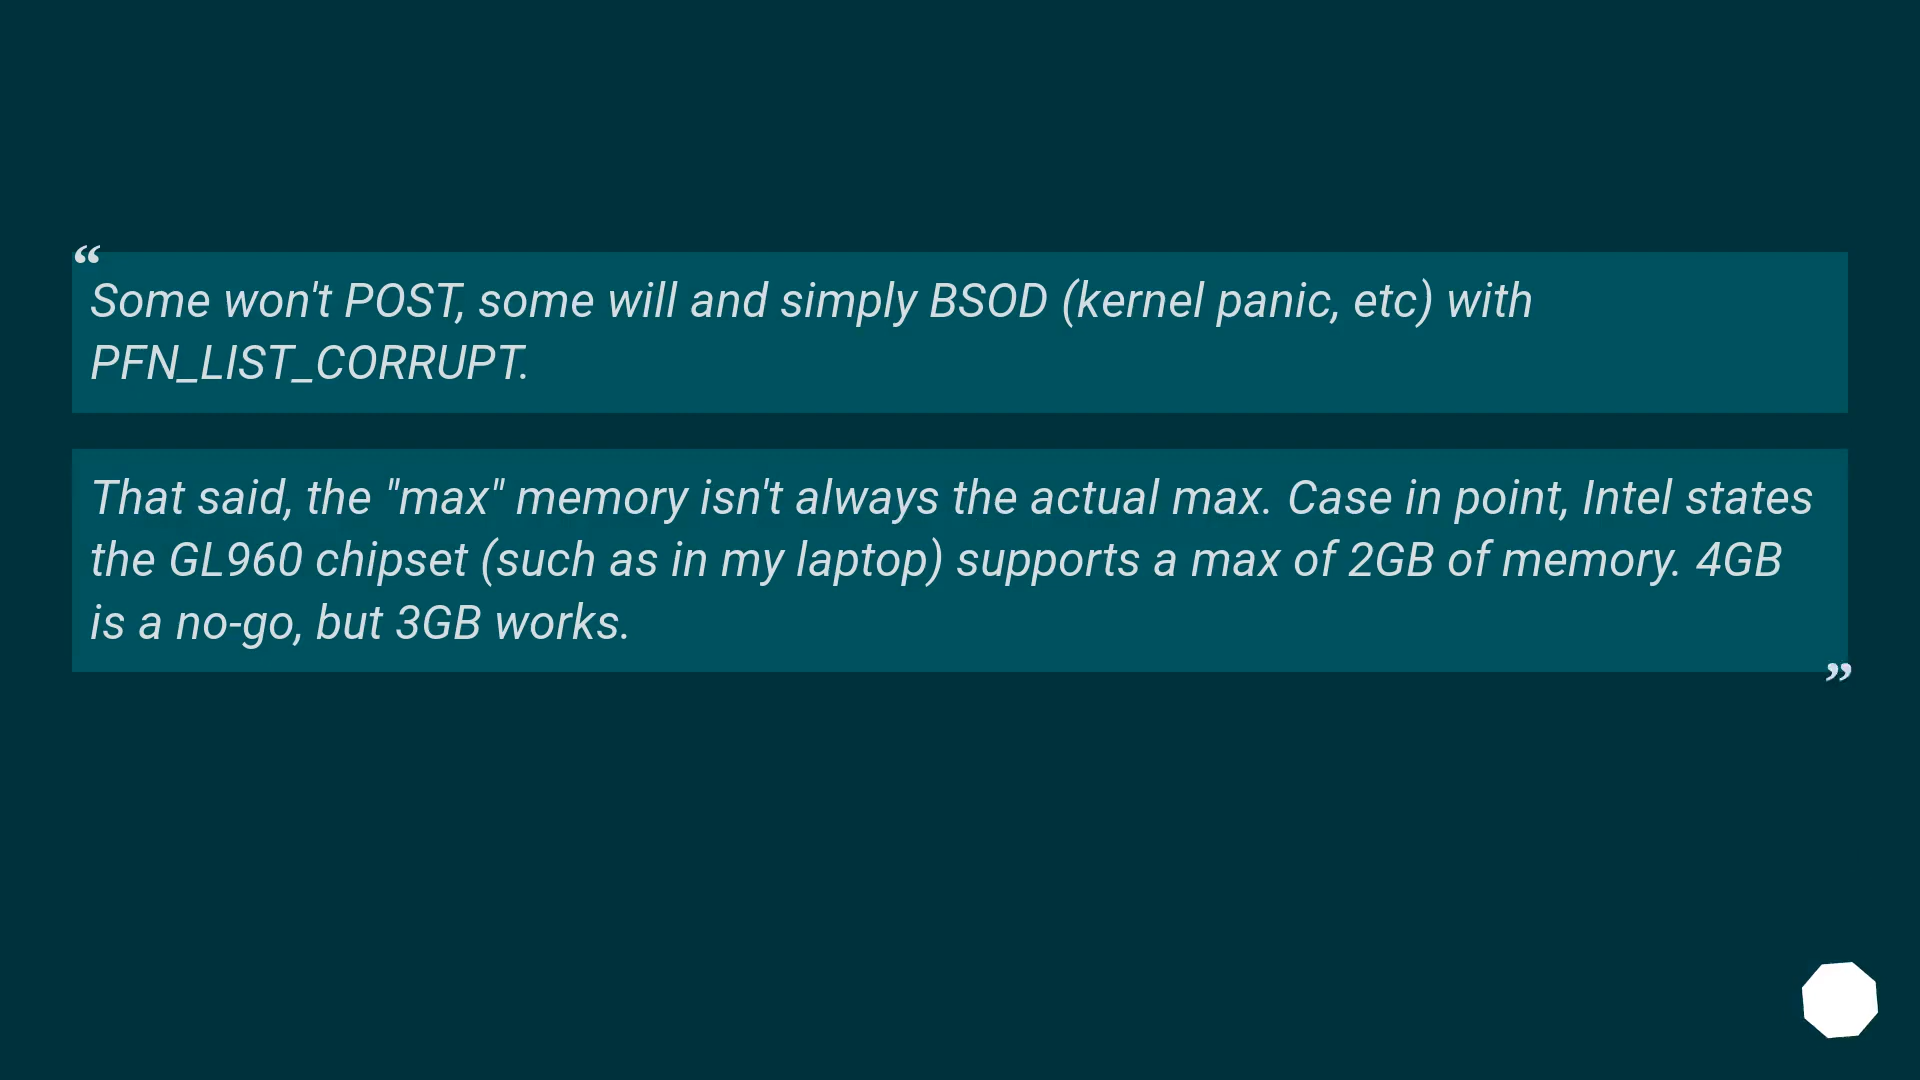 “
Some won't POST, some will and simply BSOD (kernel panic, etc) with
PFN_LIST_CORRUPT.
That said, the "max" memory isn't always the actual max. Case in point, Intel states
the GL960 chipset (such as in my laptop) supports a max of 2GB of memory. 4GB
is a no-go, but 3GB works.
”